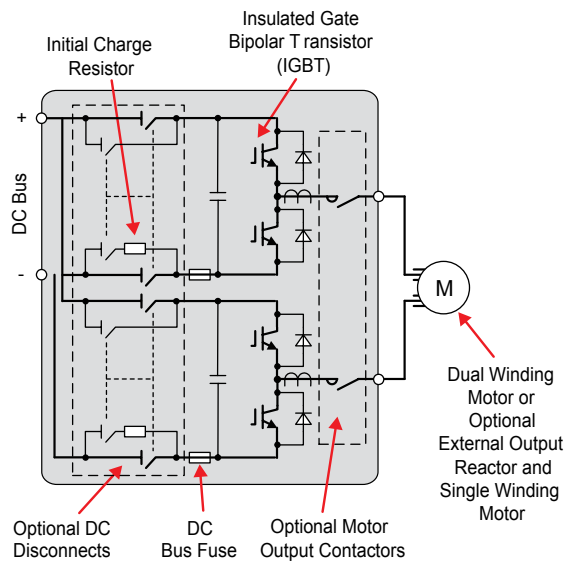 Insulated Gate
Bipolar T ransistor
(IGBT)
Initial Charge
Resistor
+
DC Bus
-
M
Dual Winding
Motor or
Optional
External Output
Reactor and
Single Winding
Motor
Optional DC
Disconnects
DC
Bus Fuse
Optional Motor
Output Contactors